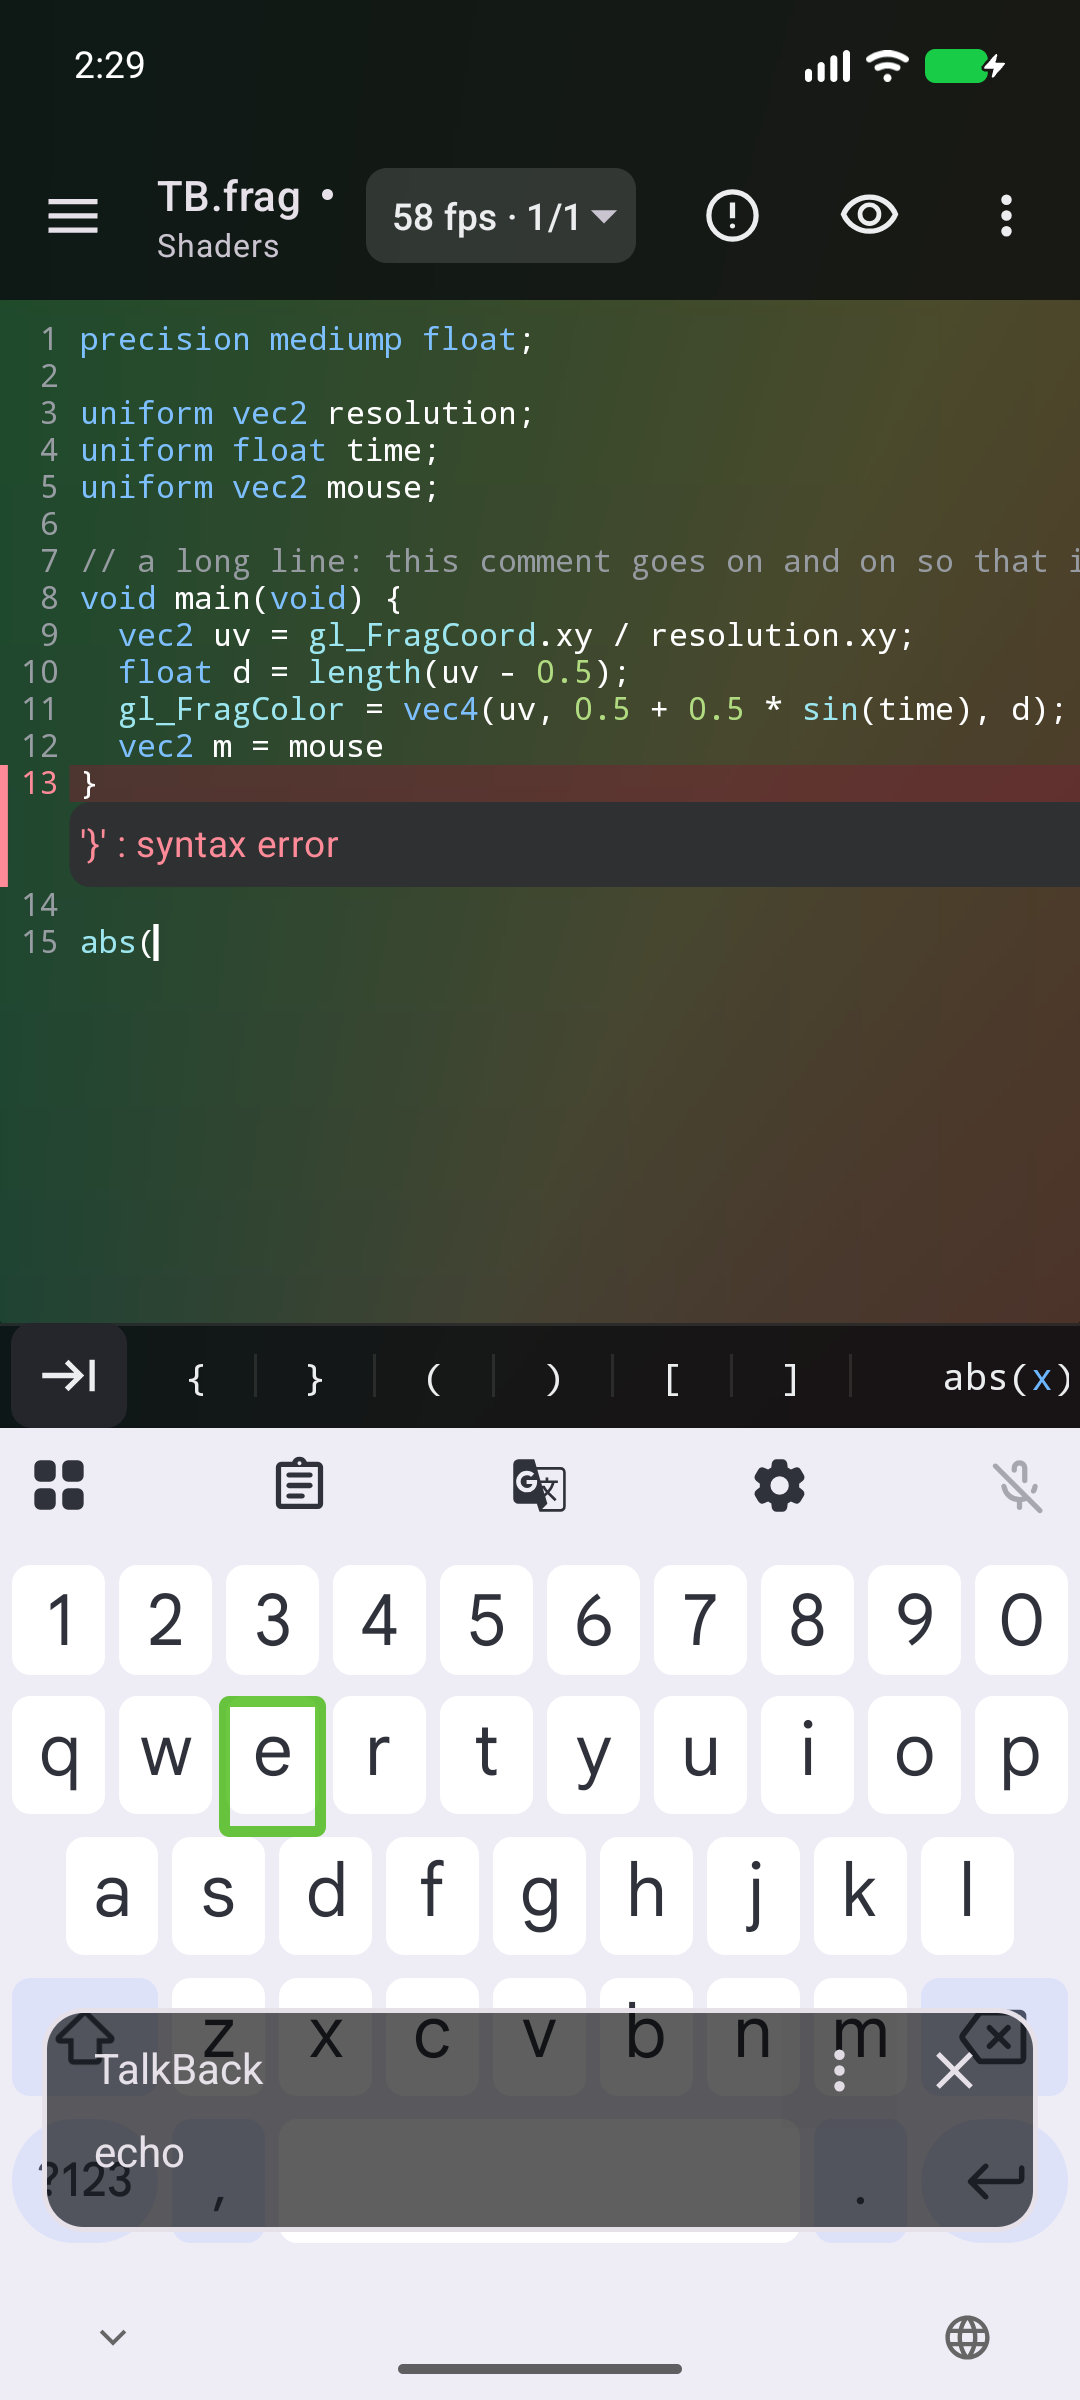 2:29
TB.frag •
Shaders
58 fps · 1/1
1 precision mediump float;
2
3 uniform vec2 resolution;
4 uniform float time;
5 uniform vec2 mouse;
6
7 // a long line: this comment goes on and on so that i
8 void main(void) {
9   vec2 uv = gl_FragCoord.xy / resolution.xy;
10   float d = length(uv - 0.5);
11   gl_FragColor = vec4(uv, 0.5 + 0.5 * sin(time), d);
12   vec2 m = mouse
13 }
'}' : syntax error
14
15 abs(
{ } ( ) [ ] abs(x)
1 2 3 4 5 6 7 8 9 0
q w e r t y u i o p
a s d f g h j k l
z x c v b n m
TalkBack
echo
?123 , .